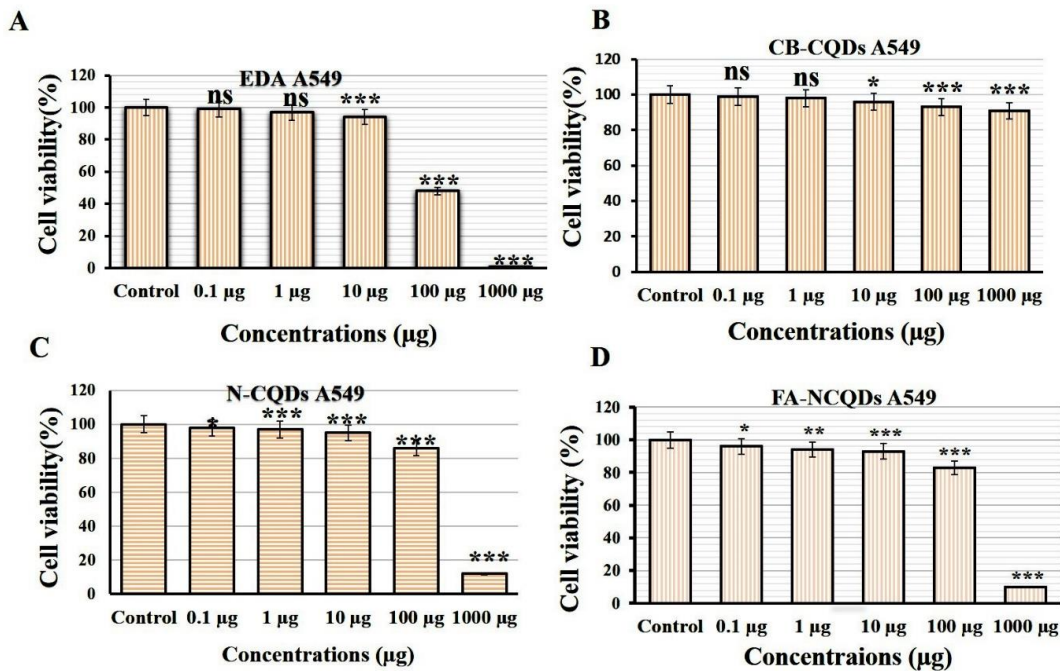 A
EDA A549
Cell viability(%)
120
100
80
60
40
20
0
ns
ns
***
***
***
Control 0.1 µg 1 µg 10 µg 100 µg 1000 µg
Concentrations (µg)
B
CB-CQDs A549
Cell viability(%)
120
100
80
60
40
20
0
ns
ns
*
***
***
Control 0.1 µg 1 µg 10 µg 100 µg 1000 µg
Concentrations (µg)
C
N-CQDs A549
Cell viability(%)
120
100
80
60
40
20
0
*
***
***
***
***
Control 0.1 µg 1 µg 10 µg 100 µg 1000 µg
Concentrations (µg)
D
FA-NCQDs A549
Cell viability (%)
120
100
80
60
40
20
0
*
**
***
***
***
Control 0.1 µg 1 µg 10 µg 100 µg 1000 µg
Concentraions (µg)